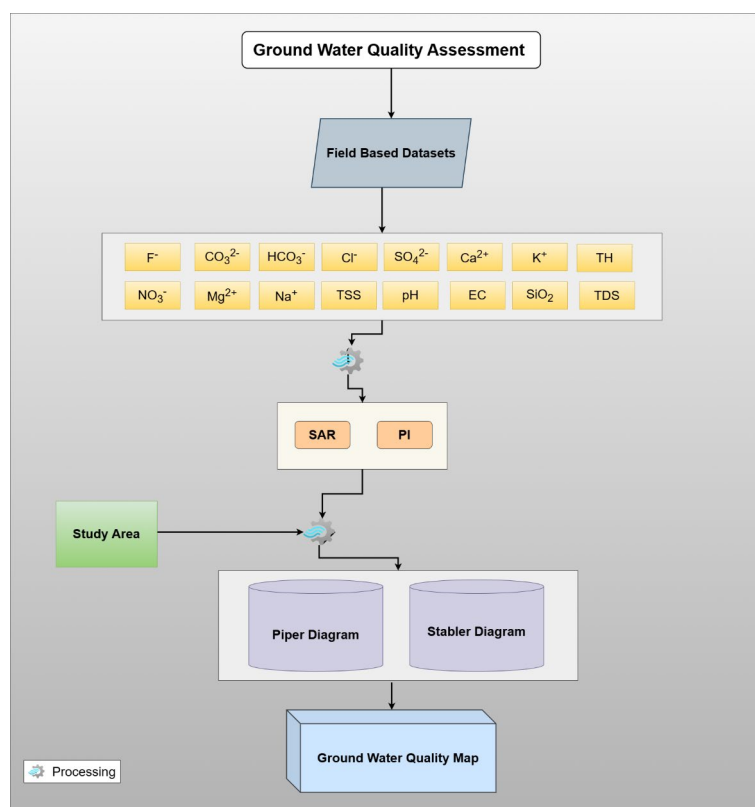 Ground Water Quality Assessment
Field Based Datasets
F⁻ CO₃²⁻ HCO₃⁻ Cl⁻ SO₄²⁻ Ca²⁺ K⁺ TH
NO₃⁻ Mg²⁺ Na⁺ TSS pH EC SiO₂ TDS
SAR PI
Study Area
Piper Diagram Stabler Diagram
Ground Water Quality Map
Processing